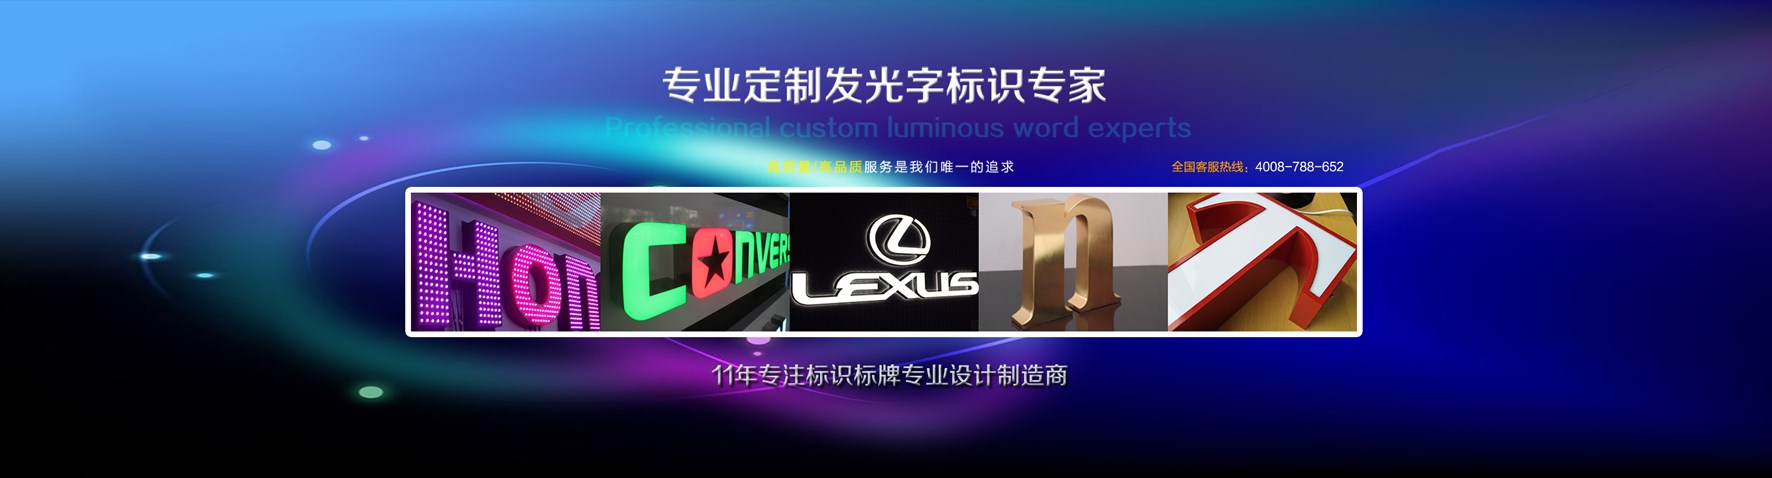 专业定制发光字标识专家
Professional custom luminous word experts
高质量/高品质服务是我们唯一的追求
全国客服热线：4008-788-652
Hon
CONVERS
LEXUS
n
T
11年专注标识标牌专业设计制造商